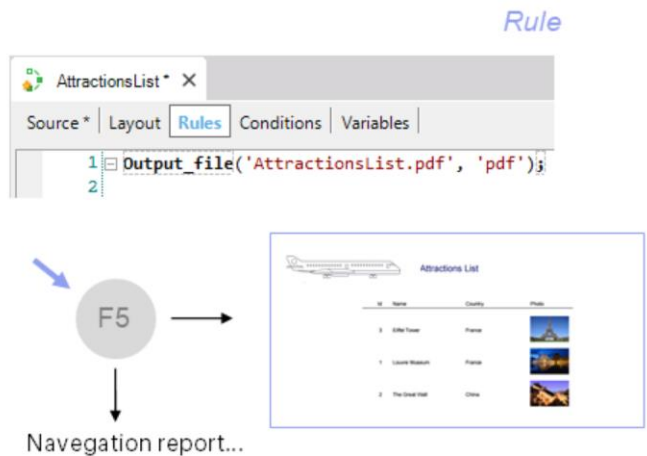 Rule
AttractionsList * ×
Source * | Layout | Rules | Conditions | Variables |
1 Output_file('AttractionsList.pdf', 'pdf');
2
Attractions List
Id Name Country Photo
3 Eiffel Tower France
1 Louvre Museum France
2 The Great Wall China
F5
Navegation report...